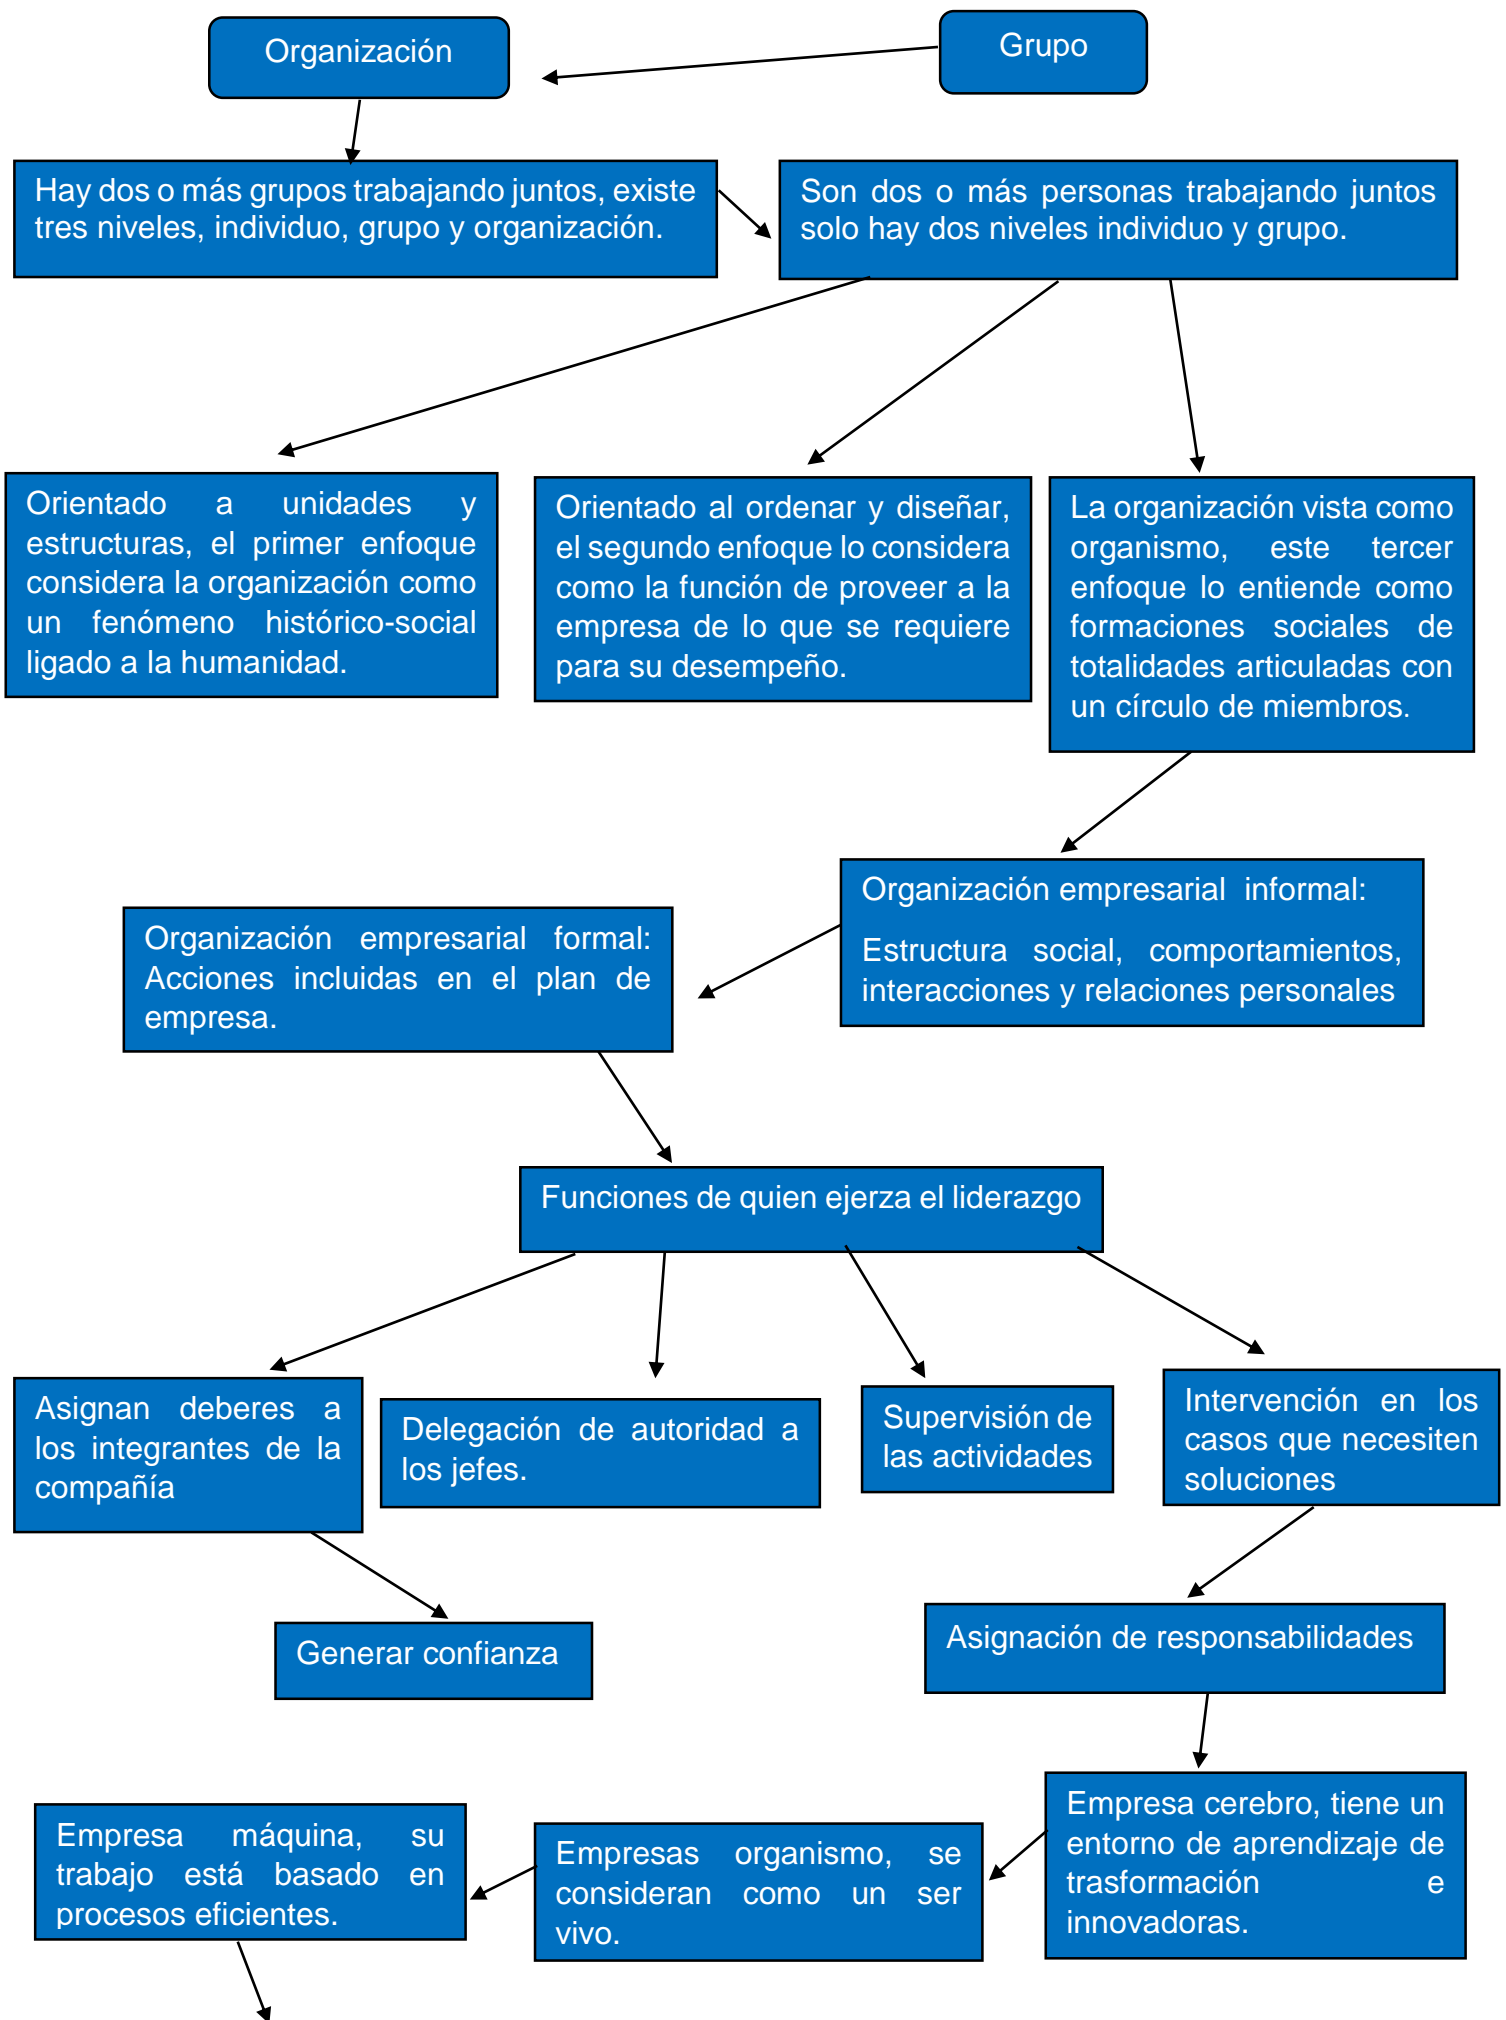 Organización
Grupo
Hay dos o más grupos trabajando juntos, existe
tres niveles, individuo, grupo y organización.
Son dos o más personas trabajando juntos
solo hay dos niveles individuo y grupo.
Orientado a unidades y
estructuras, el primer enfoque
considera la organización como
un fenómeno histórico-social
ligado a la humanidad.
Orientado al ordenar y diseñar,
el segundo enfoque lo considera
como la función de proveer a la
empresa de lo que se requiere
para su desempeño.
La organización vista como
organismo, este tercer
enfoque lo entiende como
formaciones sociales de
totalidades articuladas con
un círculo de miembros.
Organización empresarial informal:
Estructura social, comportamientos,
interacciones y relaciones personales
Organización empresarial formal:
Acciones incluidas en el plan de
empresa.
Funciones de quien ejerza el liderazgo
Asignan deberes a
los integrantes de la
compañía
Delegación de autoridad a
los jefes.
Supervisión de
las actividades
Intervención en los
casos que necesiten
soluciones
Generar confianza
Asignación de responsabilidades
Empresa máquina, su
trabajo está basado en
procesos eficientes.
Empresas organismo, se
consideran como un ser
vivo.
Empresa cerebro, tiene un
entorno de aprendizaje de
trasformación e
innovadoras.